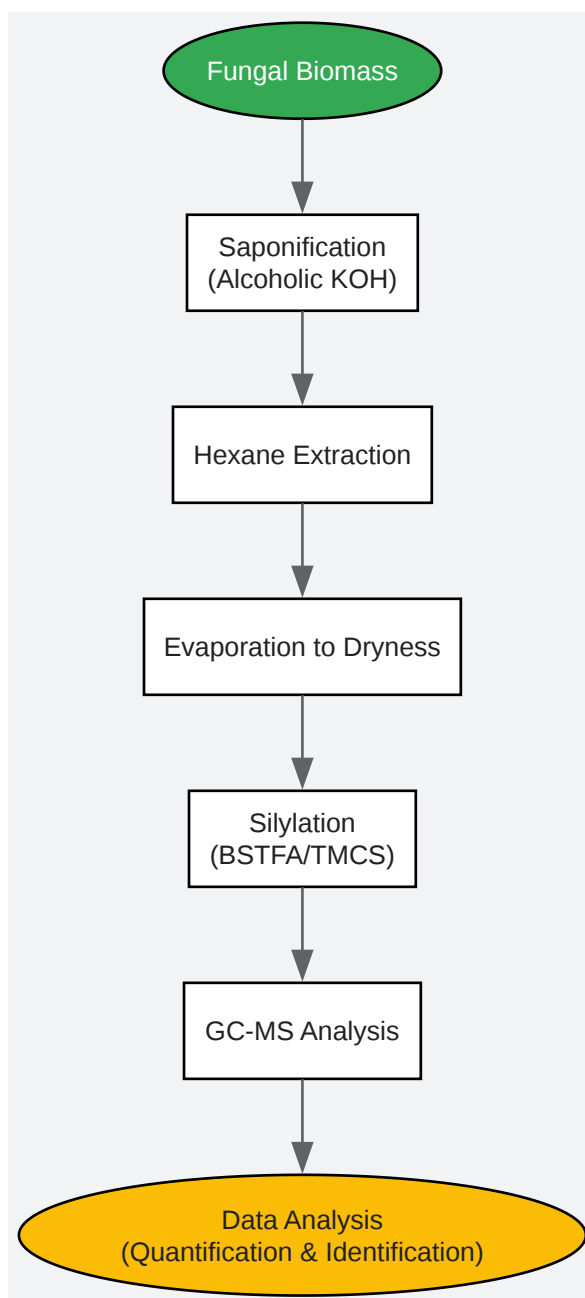 Fungal Biomass
Saponification
(Alcoholic KOH)
Hexane Extraction
Evaporation to Dryness
Silylation
(BSTFA/TMCS)
GC-MS Analysis
Data Analysis
(Quantification & Identification)